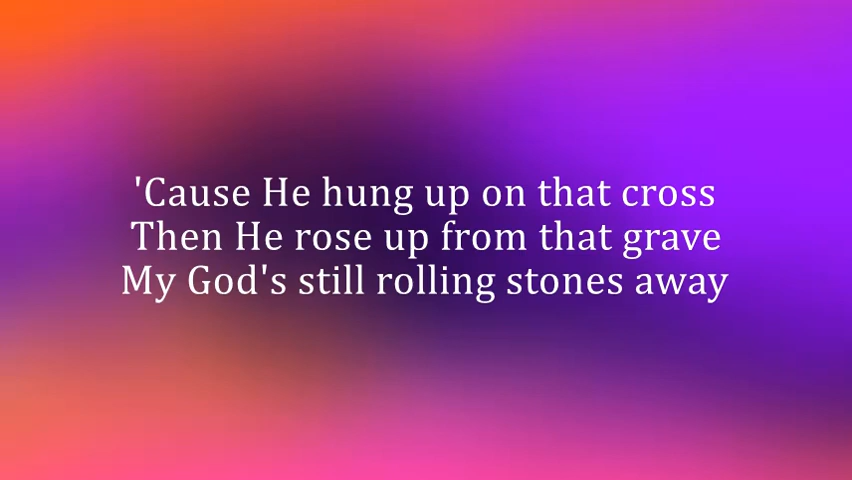 'Cause He hung up on that cross
Then He rose up from that grave
My God's still rolling stones away